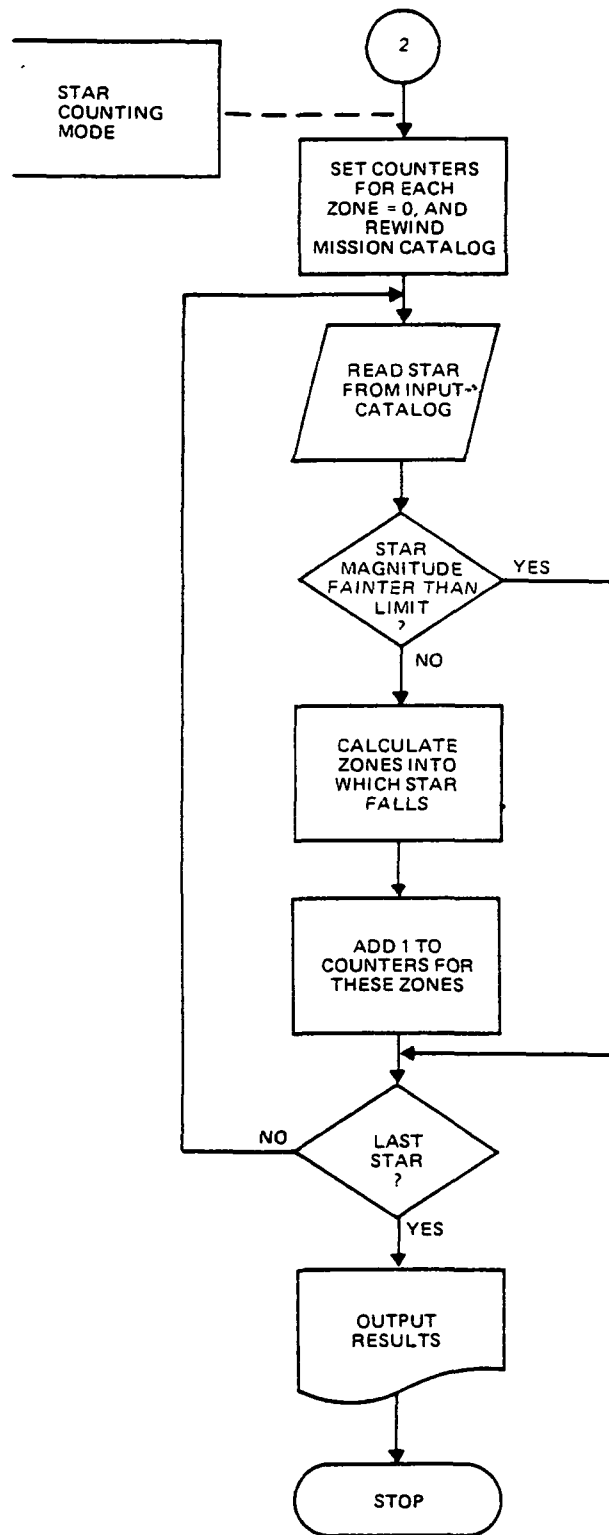 2
STAR
COUNTING
MODE
SET COUNTERS
FOR EACH
ZONE = 0, AND
REWIND
MISSION CATALOG
READ STAR
FROM INPUT
CATALOG
STAR
MAGNITUDE
FAINTER THAN
LIMIT
?
YES
NO
CALCULATE
ZONES INTO
WHICH STAR
FALLS
ADD 1 TO
COUNTERS FOR
THESE ZONES
NO
LAST
STAR
?
YES
OUTPUT
RESULTS
STOP